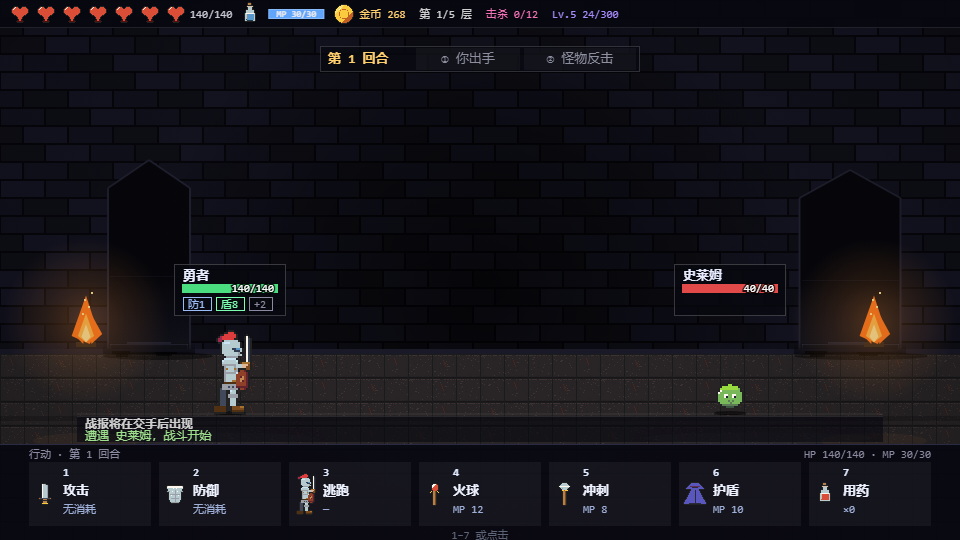 140/140 MP 30/30 金币 268 第 1/5 层 击杀 0/12 Lv.5 24/300
第 1 回合 ① 你出手 ② 怪物反击
勇者
140/140
防1 盾8 +2
史莱姆
40/40
战报将在交手后出现
遭遇 史莱姆, 战斗开始
行动 · 第 1 回合 HP 140/140 · MP 30/30
1 2 3 4 5 6 7
攻击 防御 逃跑 火球 冲刺 护盾 用药
无消耗 无消耗 — MP 12 MP 8 MP 10 ×0
1-7 或点击